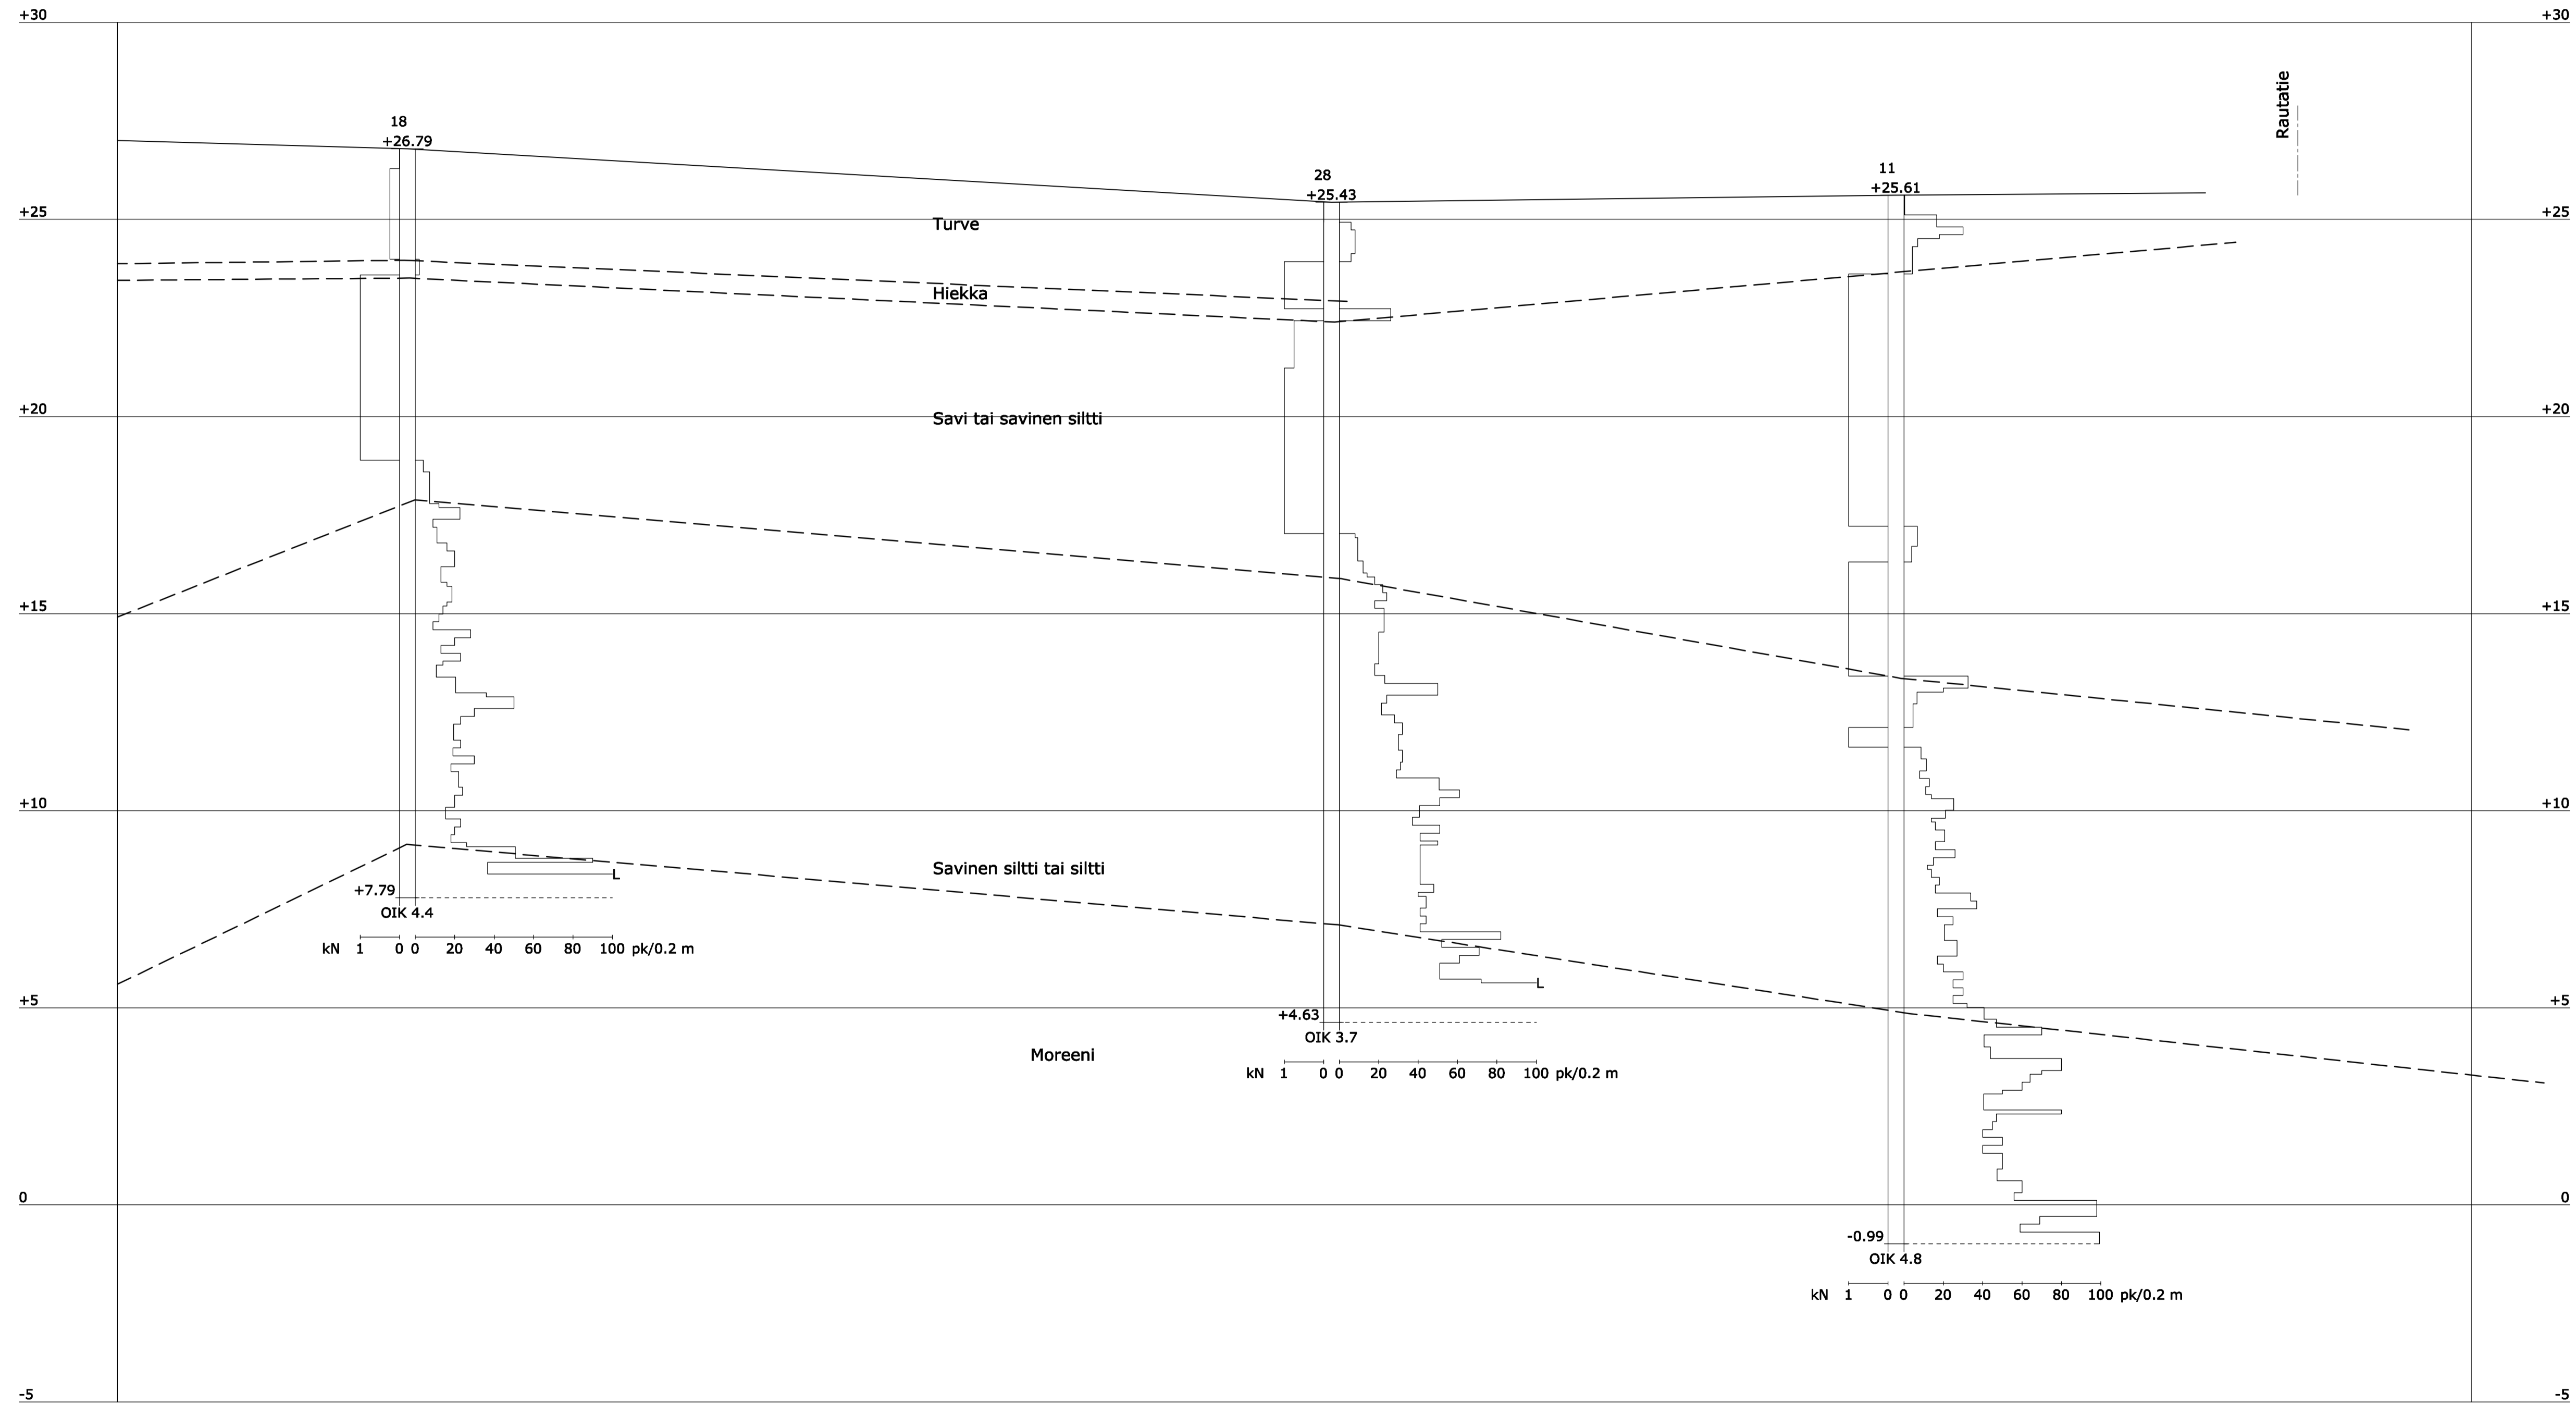 +30 +30
Rautatie
18
+26.79
28
+25.43
11
+25.61
+25 +25
Turve
Hiekka
+20 +20
Savi tai savinen siltti
+15 +15
+10 +10
Savinen siltti tai siltti
L
+7.79
OIK 4.4
kN 1 0 0 20 40 60 80 100 pk/0.2 m
L
+5 +5
+4.63
OIK 3.7
Moreeni
kN 1 0 0 20 40 60 80 100 pk/0.2 m
0 0
-0.99
OIK 4.8
kN 1 0 0 20 40 60 80 100 pk/0.2 m
-5 -5